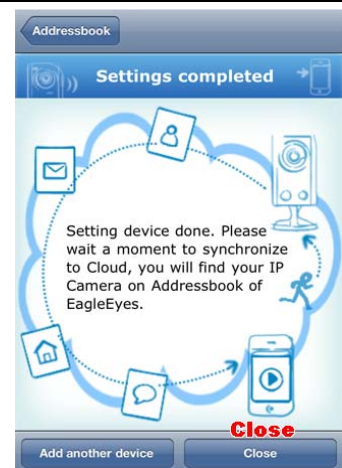 Addressbook
Settings completed
Setting device done. Please
wait a moment to synchronize
to Cloud, you will find your IP
Camera on Addressbook of
EagleEyes.
Close
Add another device
Close